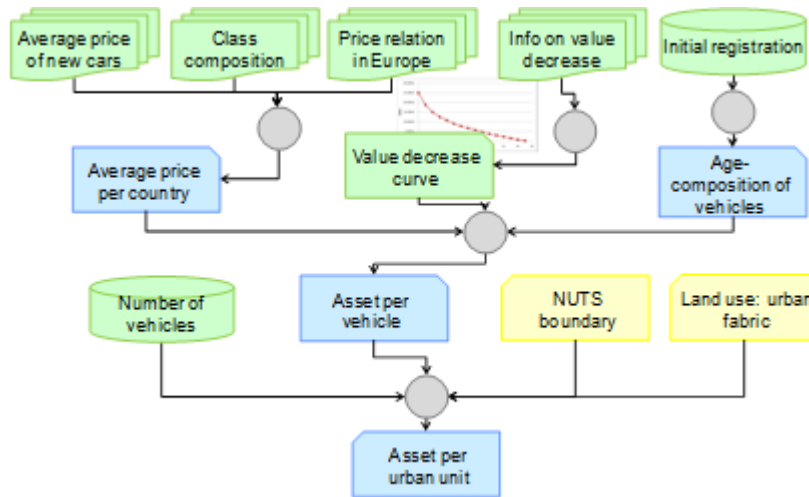 Average price
of new cars
Class
composition
Price relation
in Europe
Info on value
decrease
Initial registration
Average price
per country
Value decrease
curve
Age-
composition of
vehicles
Number of
vehicles
Asset per
vehicle
NUTS
boundary
Land use: urban
fabric
Asset per
urban unit